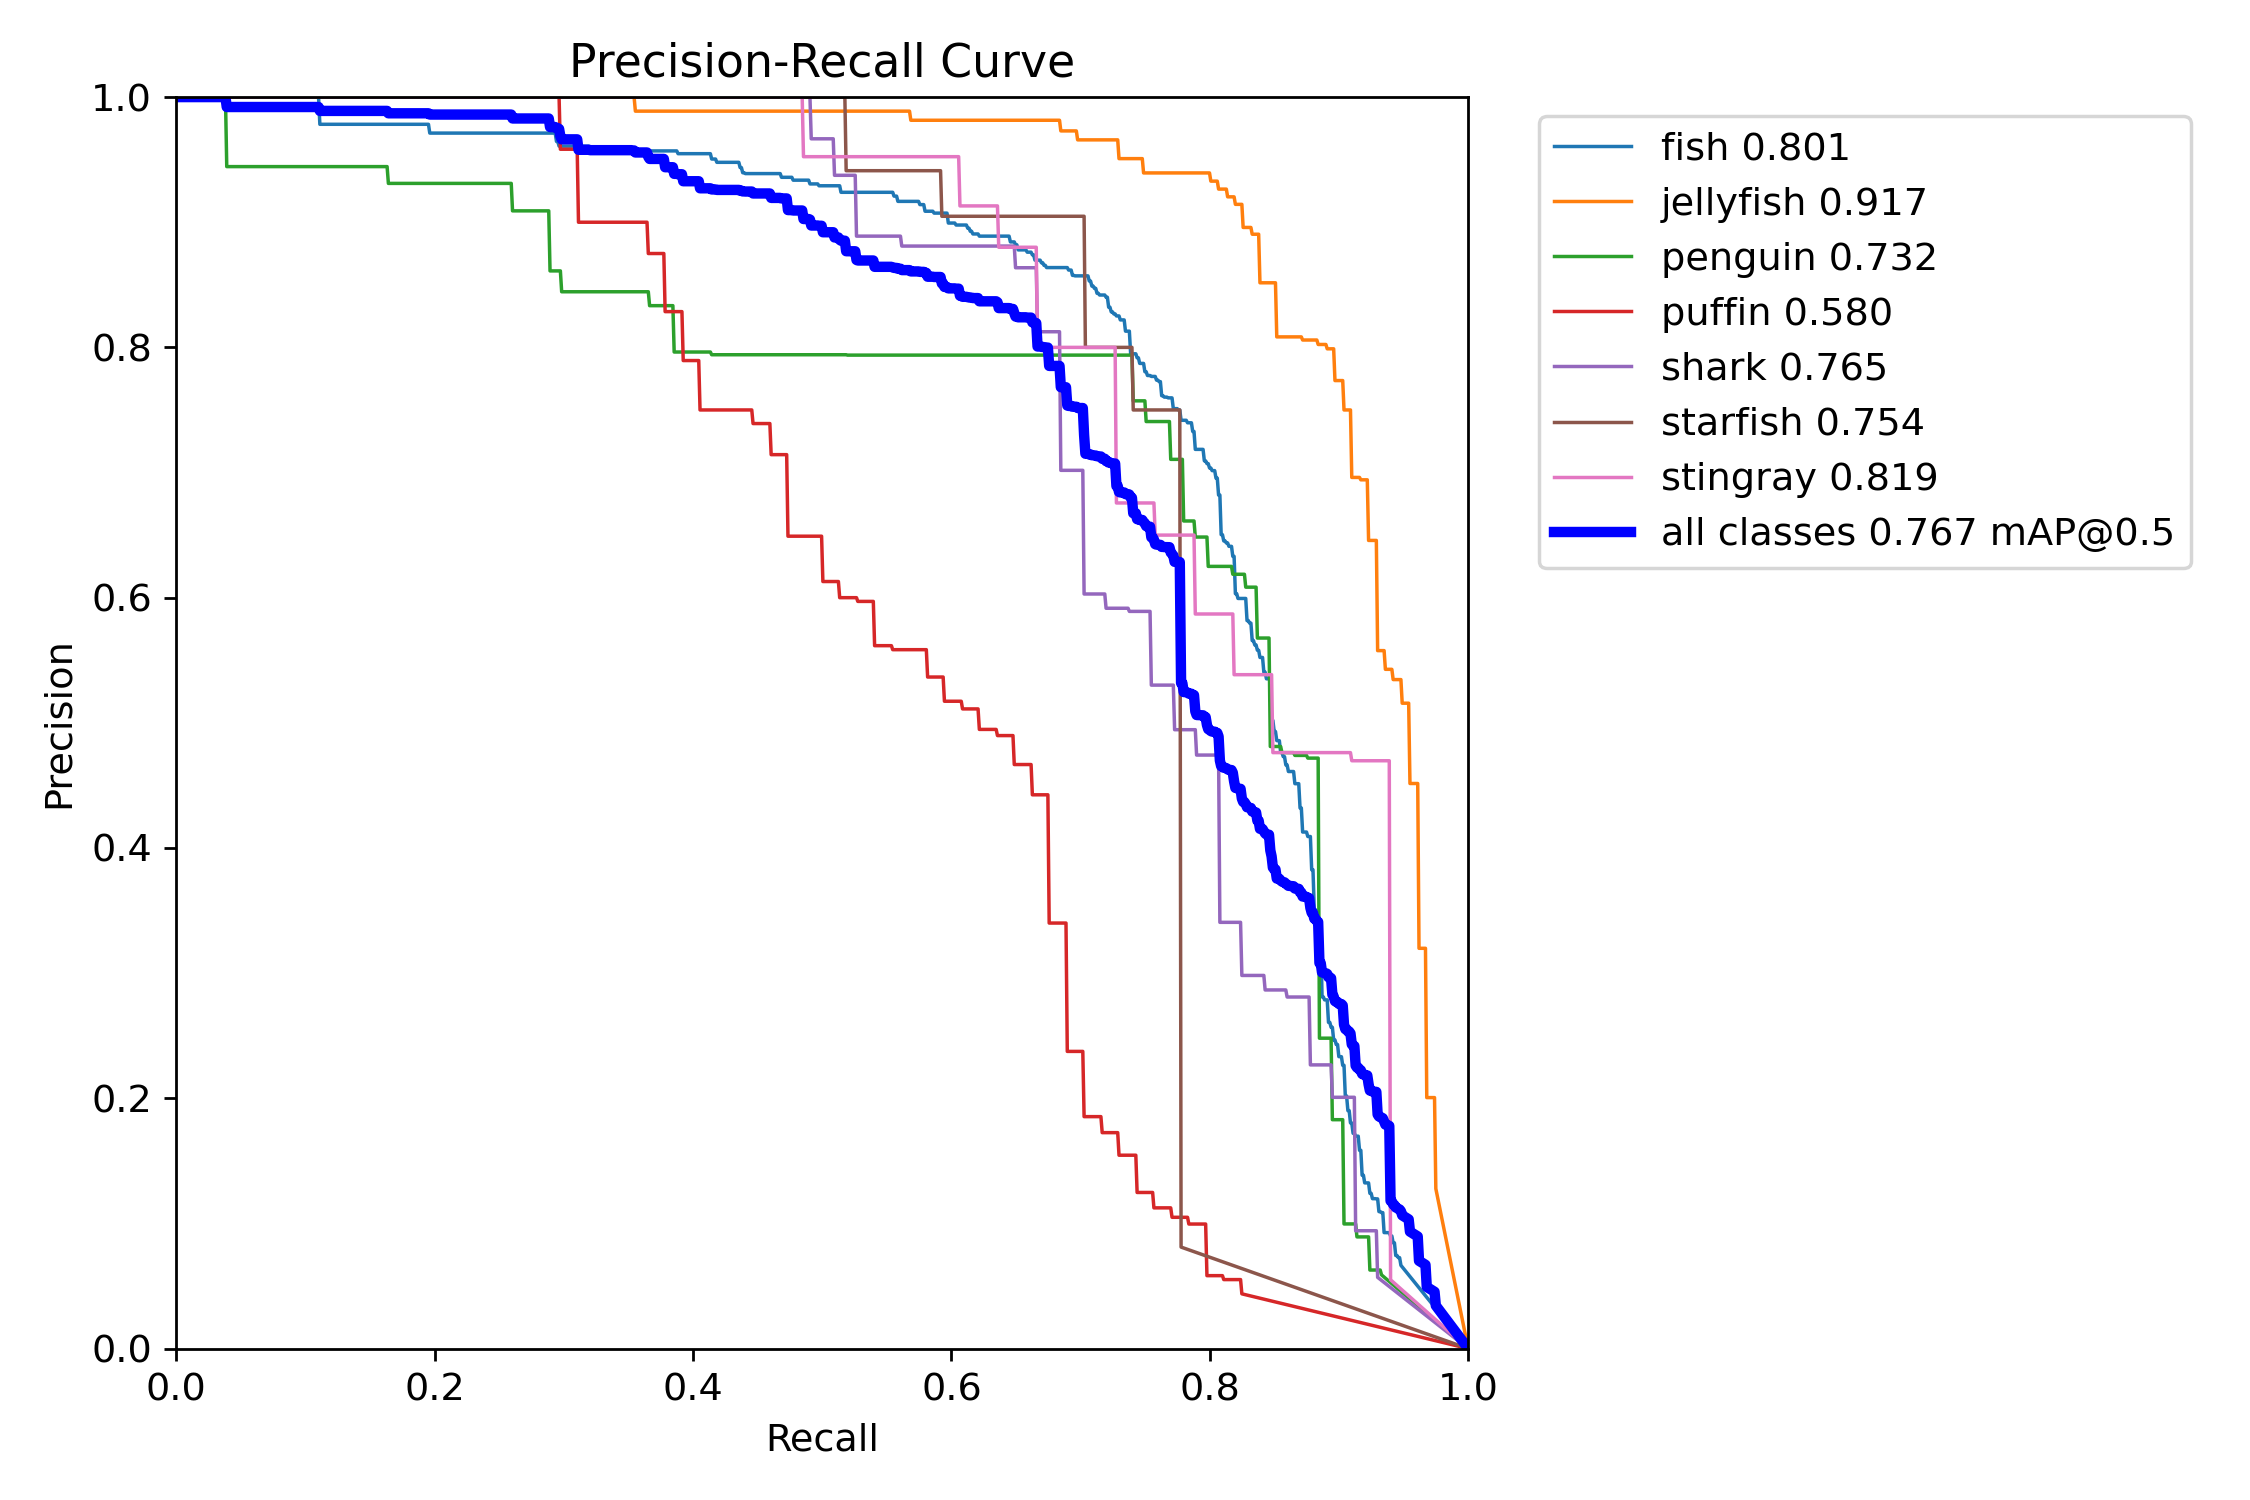 Precision-Recall Curve
1.0
0.8
0.6
0.4
0.2
0.0
Precision
0.0 0.2 0.4 0.6 0.8 1.0
Recall
fish 0.801
jellyfish 0.917
penguin 0.732
puffin 0.580
shark 0.765
starfish 0.754
stingray 0.819
all classes 0.767 mAP@0.5